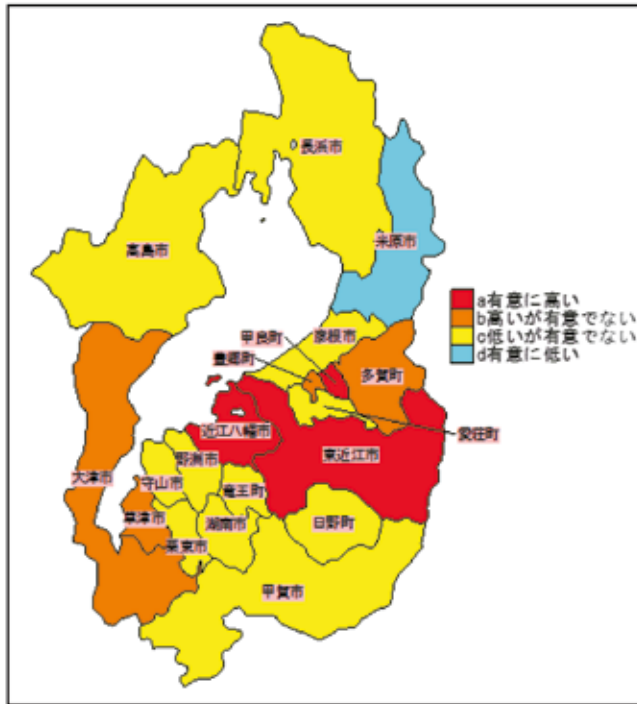 長浜市
米原市
高島市
a有意に高い
b高いが有意でない
c低いが有意でない
d有意に低い
甲良町
彦根市
豊郷町
多賀町
近江八幡市
愛荘町
東近江市
野洲市
大津市
守山市
竜王町
草津市
湖南市
日野町
栗東市
甲賀市